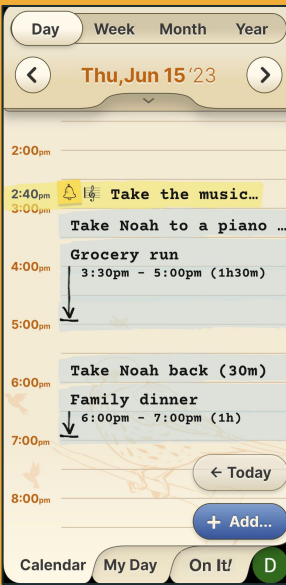 Day Week Month Year
Thu,Jun 15 '23
2:00pm
2:40pm Take the music…
3:00pm
Take Noah to a piano …
Grocery run
4:00pm 3:30pm - 5:00pm (1h30m)
5:00pm
Take Noah back (30m)
6:00pm
Family dinner
6:00pm - 7:00pm (1h)
7:00pm
← Today
8:00pm
+ Add...
Calendar My Day On It! D